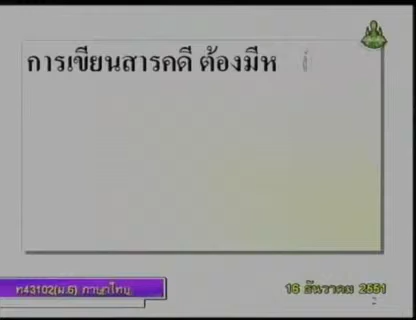 การเขียนสารคดี ต้องมีห
ท43102(ม.6) ภาษาไทย
16 ธันวาคม 2551